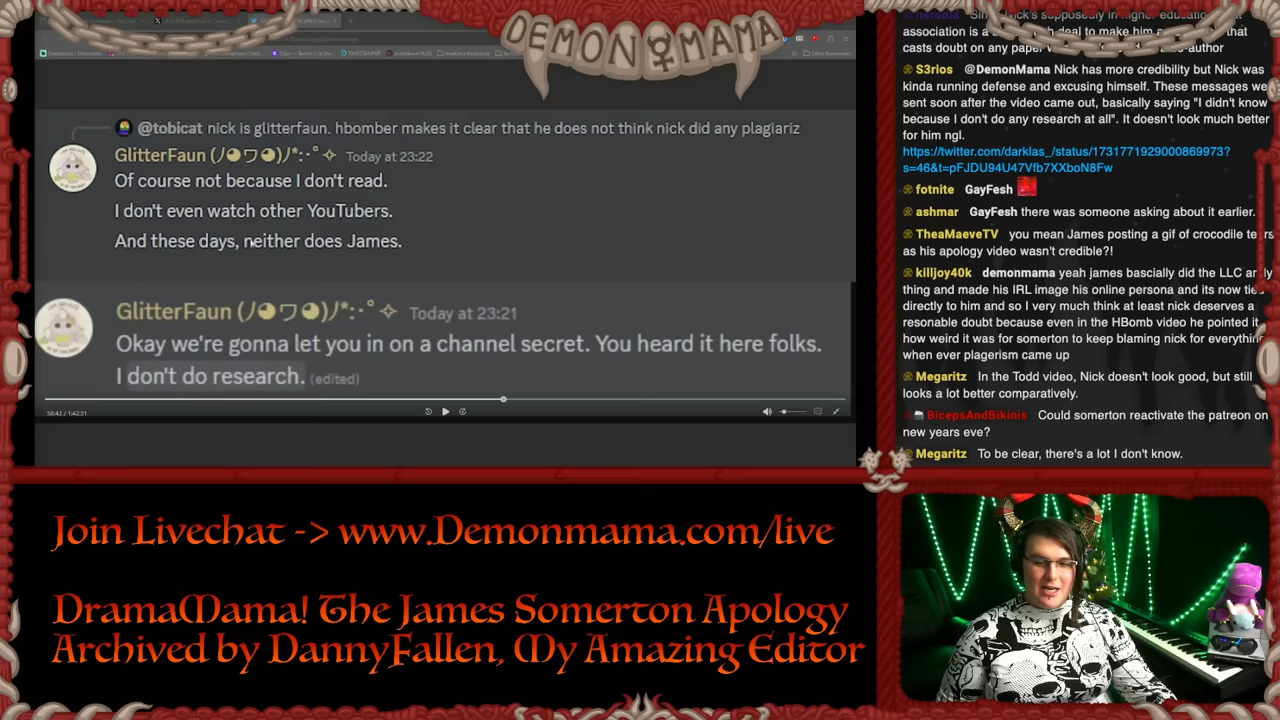 DEMON MAMA
@tobicat nick is glitterfaun. hbomber makes it clear that he does not think nick did any plagiariz
GlitterFaun (ﾉ◕ヮ◕)ﾉ*:･ﾟ✧ Today at 23:22
Of course not because I don't read.
I don't even watch other YouTubers.
And these days, neither does James.
GlitterFaun (ﾉ◕ヮ◕)ﾉ*:･ﾟ✧ Today at 23:21
Okay we're gonna let you in on a channel secret. You heard it here folks.
I don't do research. (edited)
58:42 / 1:42:31
casts doubt on any paper
S3rios @DemonMama Nick has more credibility but Nick was
kinda running defense and excusing himself. These messages we
sent soon after the video came out, basically saying "I didn't know
because I don't do any research at all". It doesn't look much better
for him ngl.
https://twitter.com/darklas_/status/1731771929000869973?
s=46&t=pFJDU94U47Vfb7XXboN8Fw
fotnite GayFesh
ashmar GayFesh there was someone asking about it earlier.
TheaMaeveTV you mean James posting a gif of crocodile tears
as his apology video wasn't credible?!
killjoy40k demonmama yeah james bascially did the LLC
thing and made his IRL image his online persona and its now
directly to him and so I very much think at least nick deserves a
resonable doubt because even in the HBomb video he pointed it
how weird it was for somerton to keep blaming nick for everythin
when ever plagerism came up
Megaritz In the Todd video, Nick doesn't look good, but still
looks a lot better comparatively.
BicepsAndBikinis Could somerton reactivate the patreon on
new years eve?
Megaritz To be clear, there's a lot I don't know.
Join Livechat -> www.Demonmama.com/live
DramaMama! The James Somerton Apology
Archived by DannyFallen, My Amazing Editor